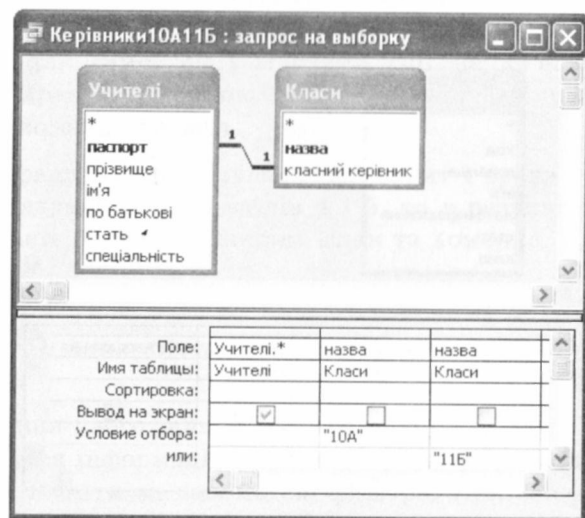 Керівники10А11Б : запрос на выборку
Учителі
*
паспорт
прізвище
ім'я
по батькові
стать
спеціальність
1
1
Класи
*
назва
класний керівник
Поле: Учителі.* назва назва
Имя таблицы: Учителі Класи Класи
Сортировка:
Вывод на экран:
Условие отбора: "10А"
или: "11Б"